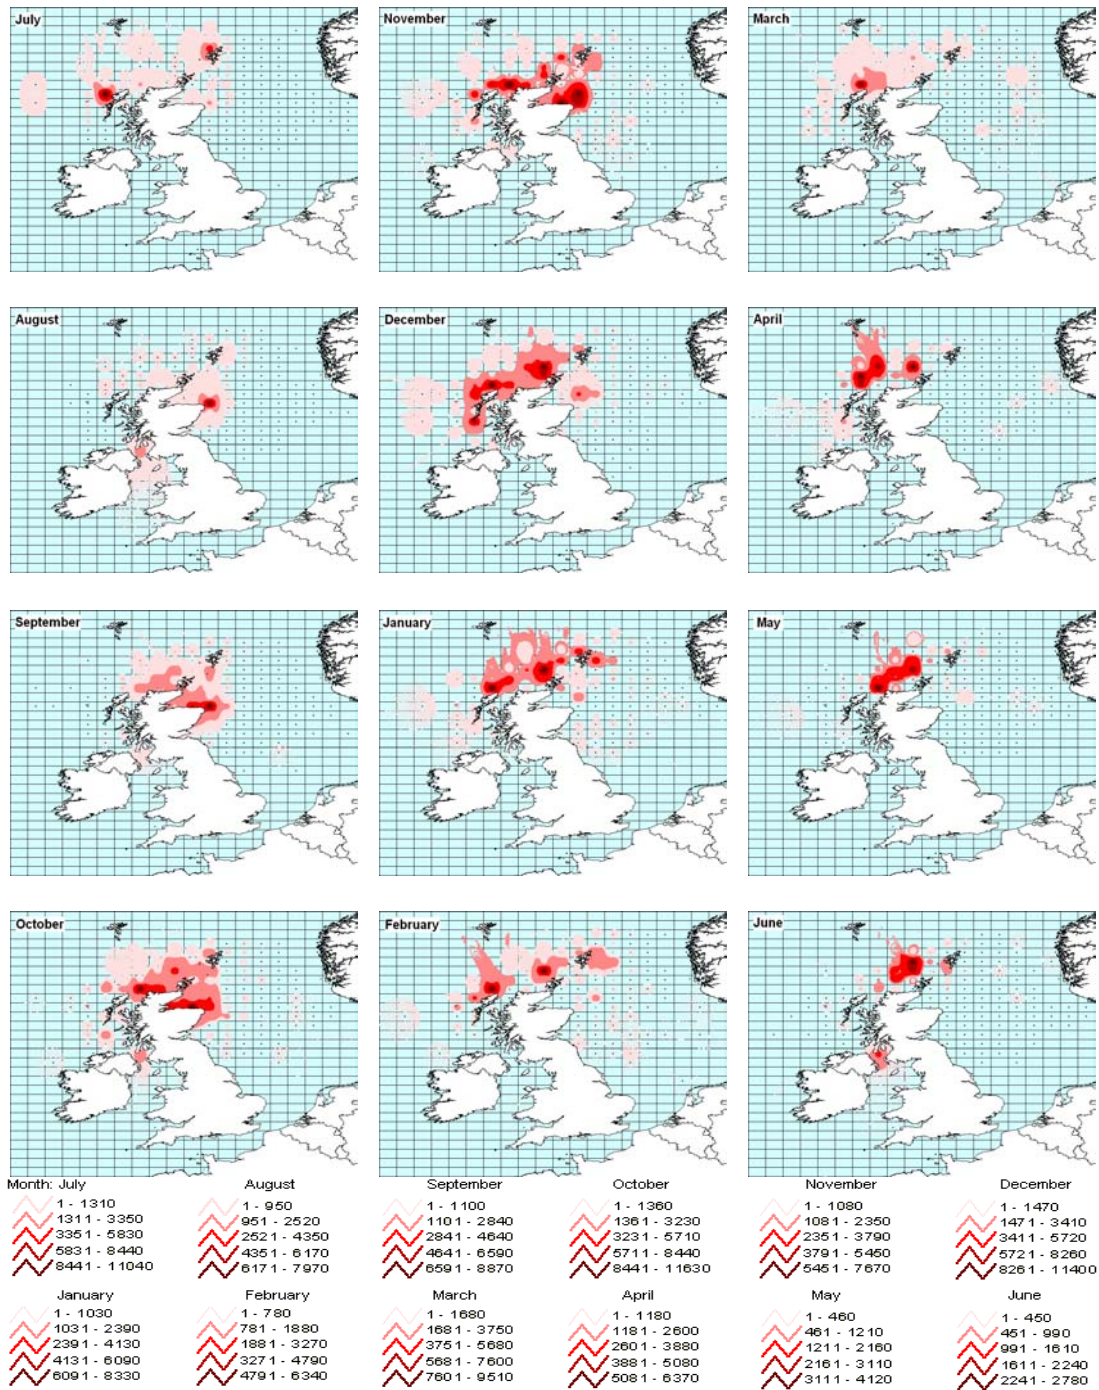 July
November
March
August
December
April
September
January
May
October
February
June
Month: July
1 - 1310
1311 - 3350
3351 - 5830
5831 - 8440
8441 - 11040
August
1 - 950
951 - 2520
2521 - 4350
4351 - 6170
6171 - 7970
September
1 - 1100
1101 - 2840
2841 - 4640
4641 - 6590
6591 - 8870
October
1 - 1360
1361 - 3230
3231 - 5710
5711 - 8440
8441 - 11630
November
1 - 1080
1081 - 2350
2351 - 3790
3791 - 5450
5451 - 7670
December
1 - 1470
1471 - 3410
3411 - 5720
5721 - 8260
8261 - 11400
January
1 - 1030
1031 - 2390
2391 - 4130
4131 - 6090
6091 - 8330
February
1 - 780
781 - 1880
1881 - 3270
3271 - 4790
4791 - 6340
March
1 - 1680
1681 - 3750
3751 - 5680
5681 - 7600
7601 - 9510
April
1 - 1180
1181 - 2600
2601 - 3880
3881 - 5080
5081 - 6370
May
1 - 460
461 - 1210
1211 - 2160
2161 - 3110
3111 - 4120
June
1 - 450
451 - 990
991 - 1610
1611 - 2240
2241 - 2780